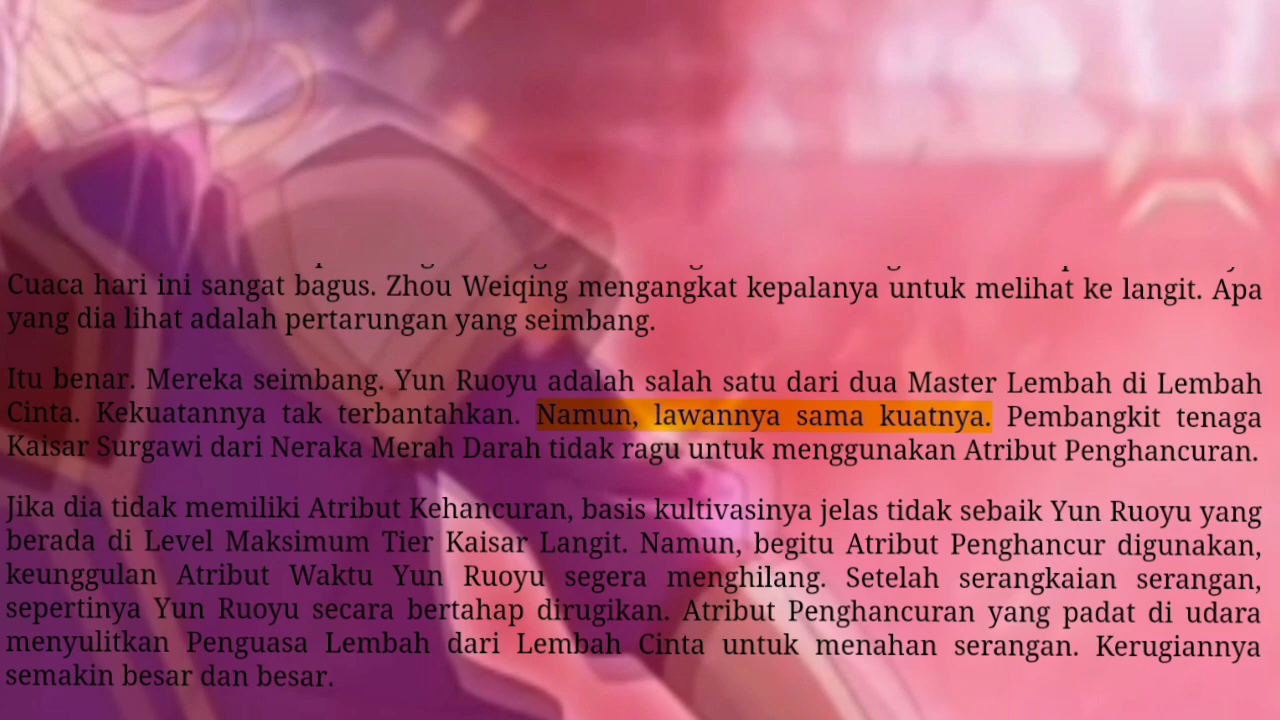 Cuaca hari ini sangat bagus. Zhou Weiqing mengangkat kepalanya untuk melihat ke langit. Apa
yang dia lihat adalah pertarungan yang seimbang.
Itu benar. Mereka seimbang. Yun Ruoyu adalah salah satu dari dua Master Lembah di Lembah
Cinta. Kekuatannya tak terbantahkan. Namun, lawannya sama kuatnya. Pembangkit tenaga
Kaisar Surgawi dari Neraka Merah Darah tidak ragu untuk menggunakan Atribut Penghancuran.
Jika dia tidak memiliki Atribut Kehancuran, basis kultivasinya jelas tidak sebaik Yun Ruoyu yang
berada di Level Maksimum Tier Kaisar Langit. Namun, begitu Atribut Penghancur digunakan,
keunggulan Atribut Waktu Yun Ruoyu segera menghilang. Setelah serangkaian serangan,
sepertinya Yun Ruoyu secara bertahap dirugikan. Atribut Penghancuran yang padat di udara
menyulitkan Penguasa Lembah dari Lembah Cinta untuk menahan serangan. Kerugiannya
semakin besar dan besar.